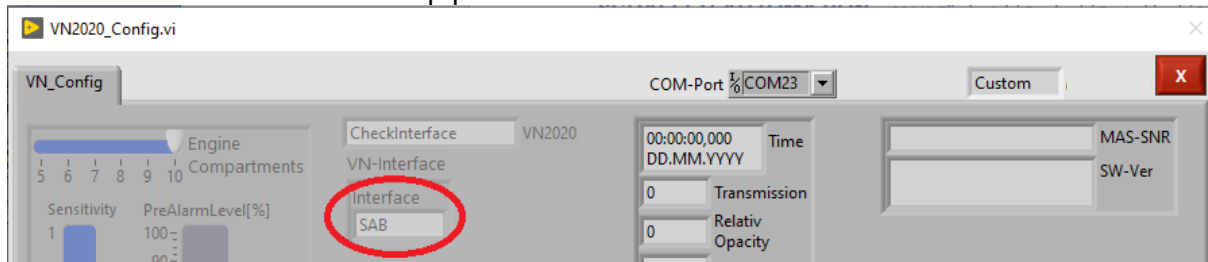 VN2020_Config.vi
VN_Config
COM-Port COM23
Custom
X
Engine
Compartments
5 6 7 8 9 10
Sensitivity
PreAlarmLevel[%]
1
100
90
CheckInterface
VN2020
VN-Interface
Interface
SAB
00:00:00,000
DD.MM.YYYY
Time
0
Transmission
0
Relativ
Opacity
MAS-SNR
SW-Ver